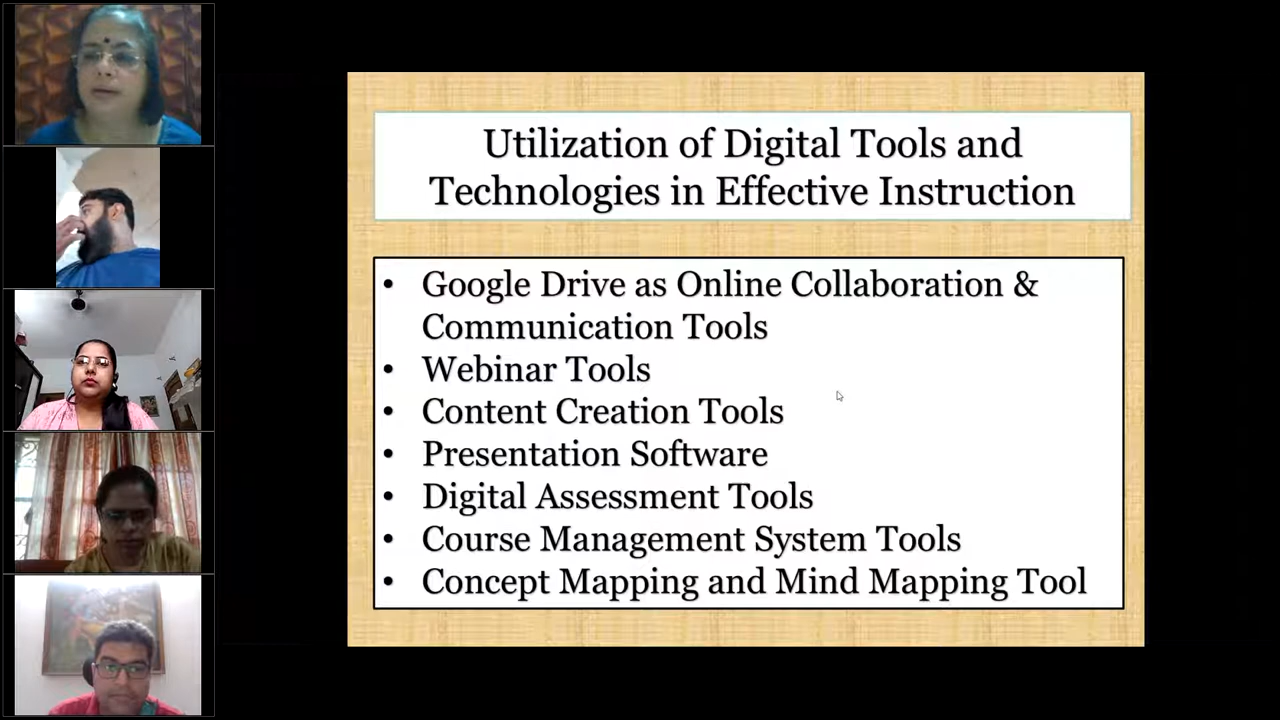 Utilization of Digital Tools and
Technologies in Effective Instruction
• Google Drive as Online Collaboration &
Communication Tools
• Webinar Tools
• Content Creation Tools
• Presentation Software
• Digital Assessment Tools
• Course Management System Tools
• Concept Mapping and Mind Mapping Tool